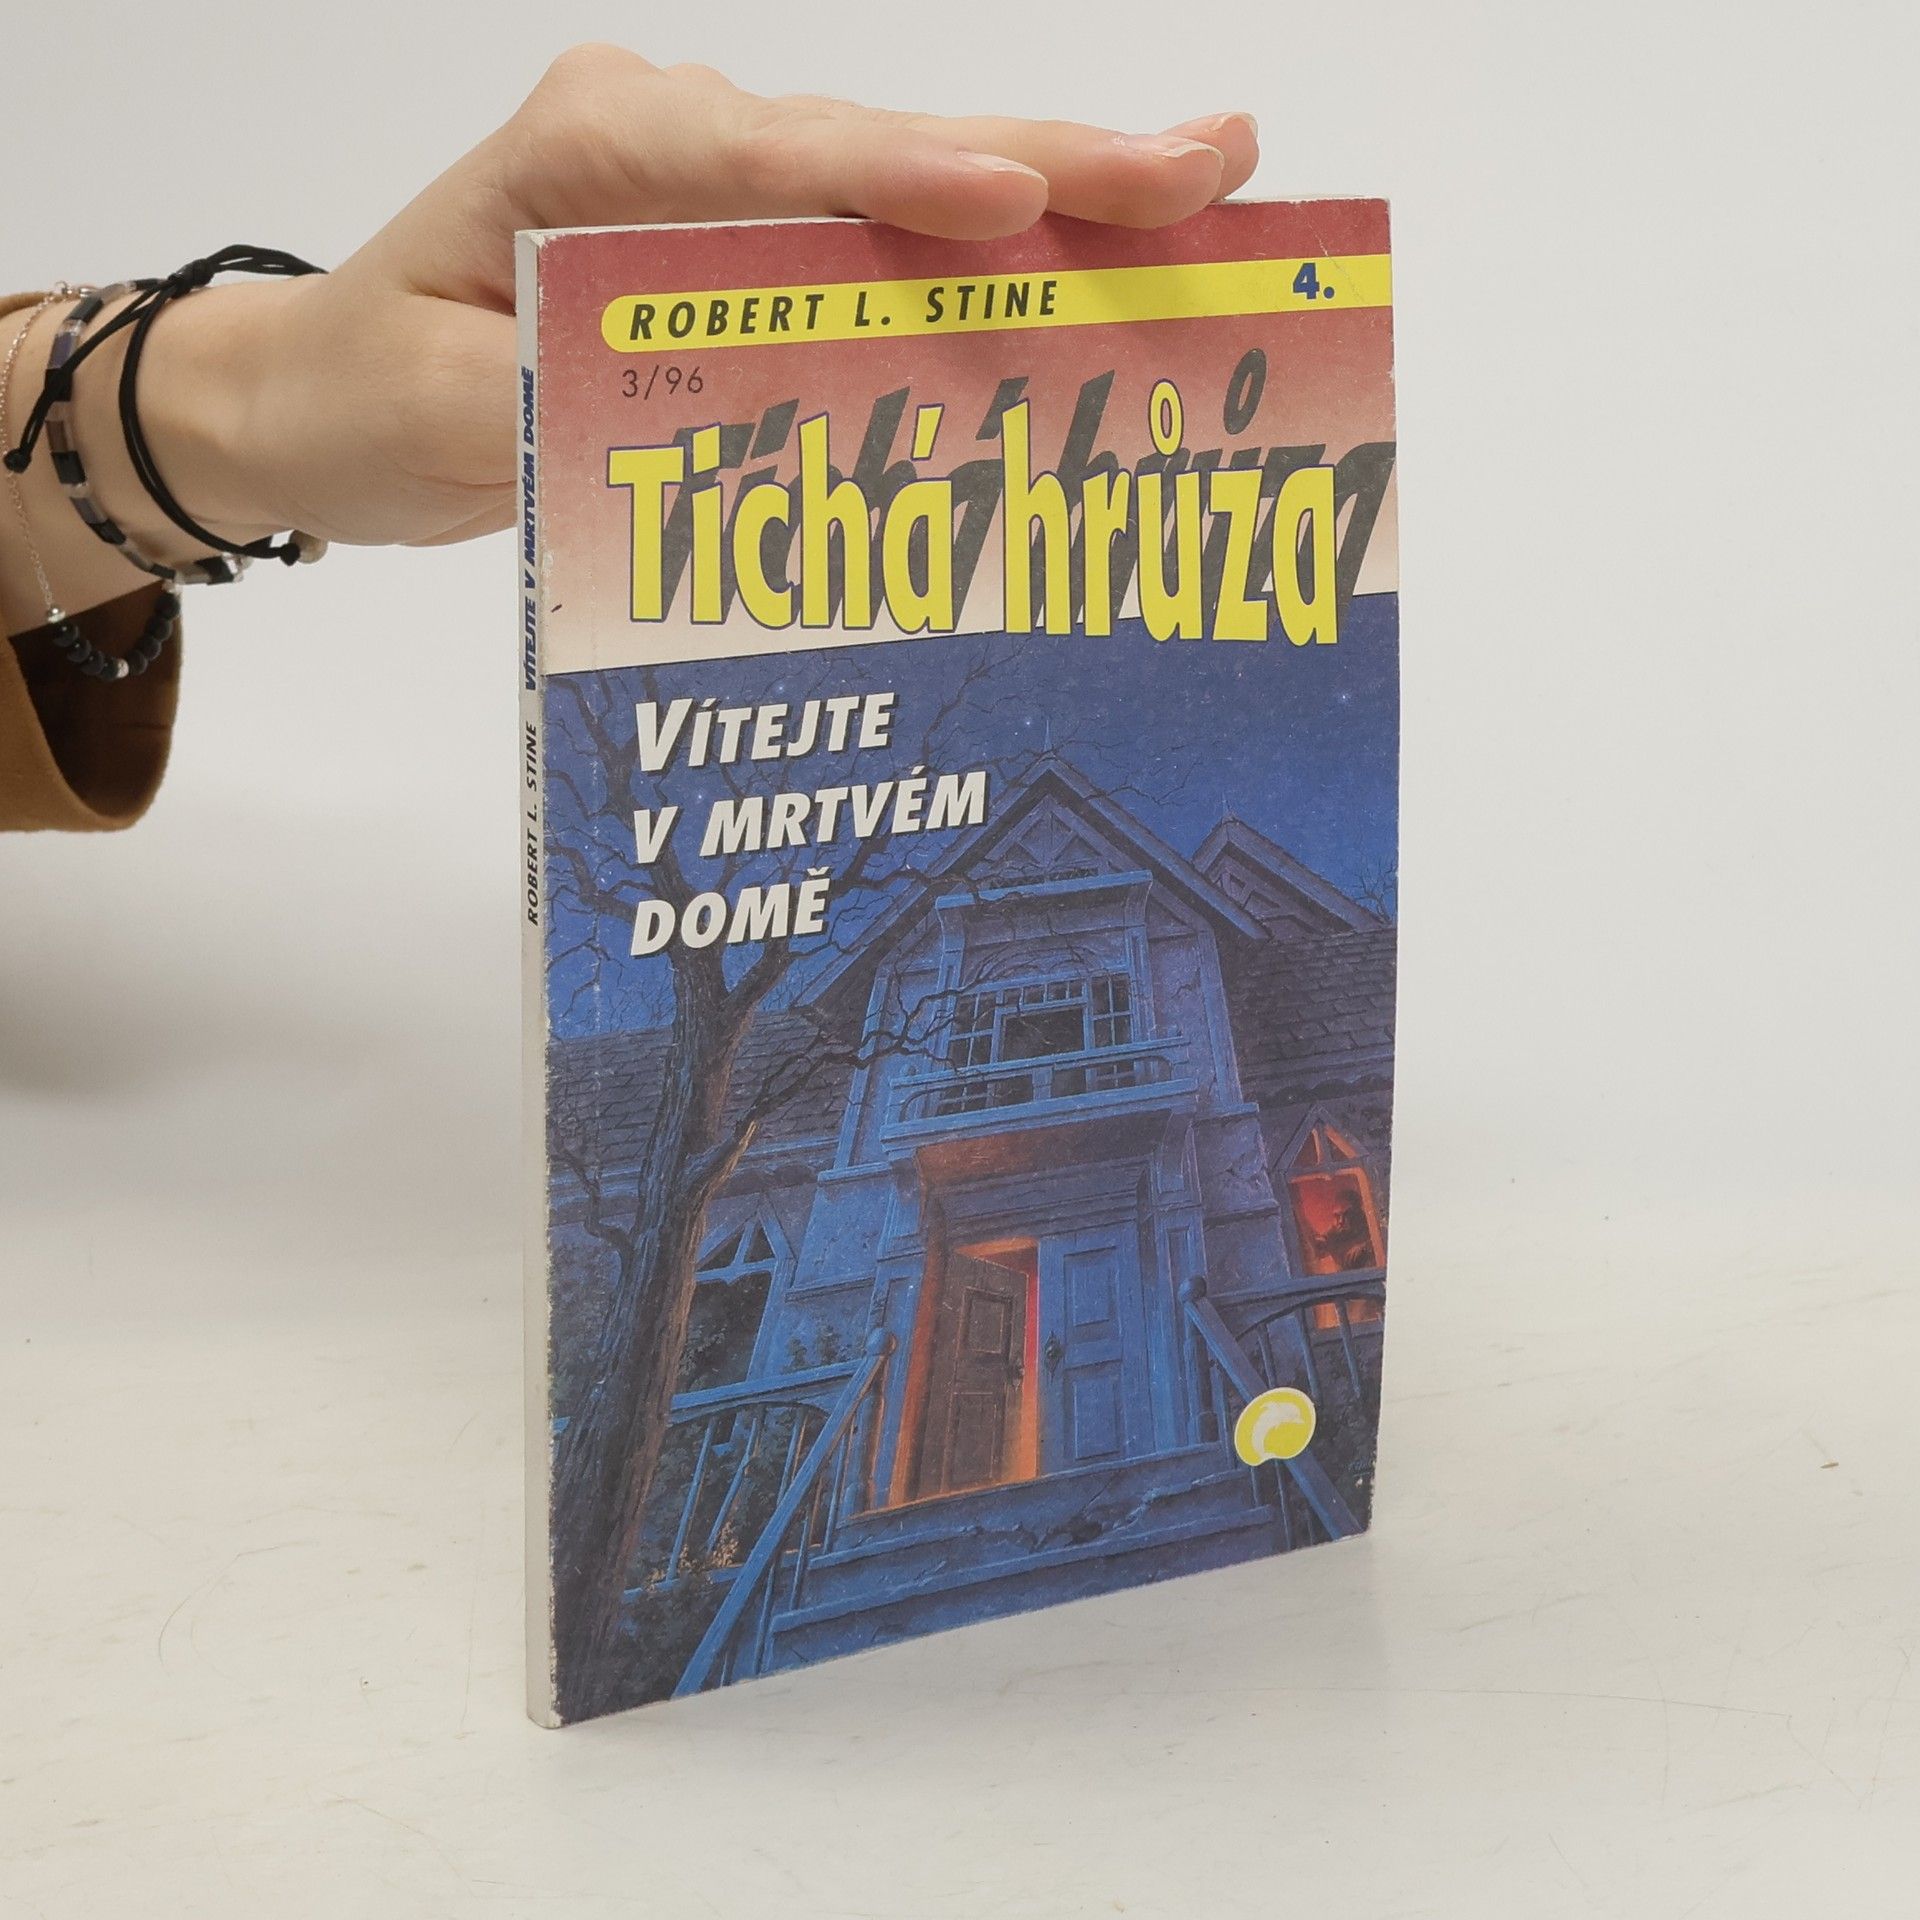 ROBERT L. STINE 4.
3/96
Tichá hrůza
VÍTEJTE
V MRTVÉM
DOMĚ
ROBERT L. STINE VÍTEJTE V MRTVÉM DOMĚ